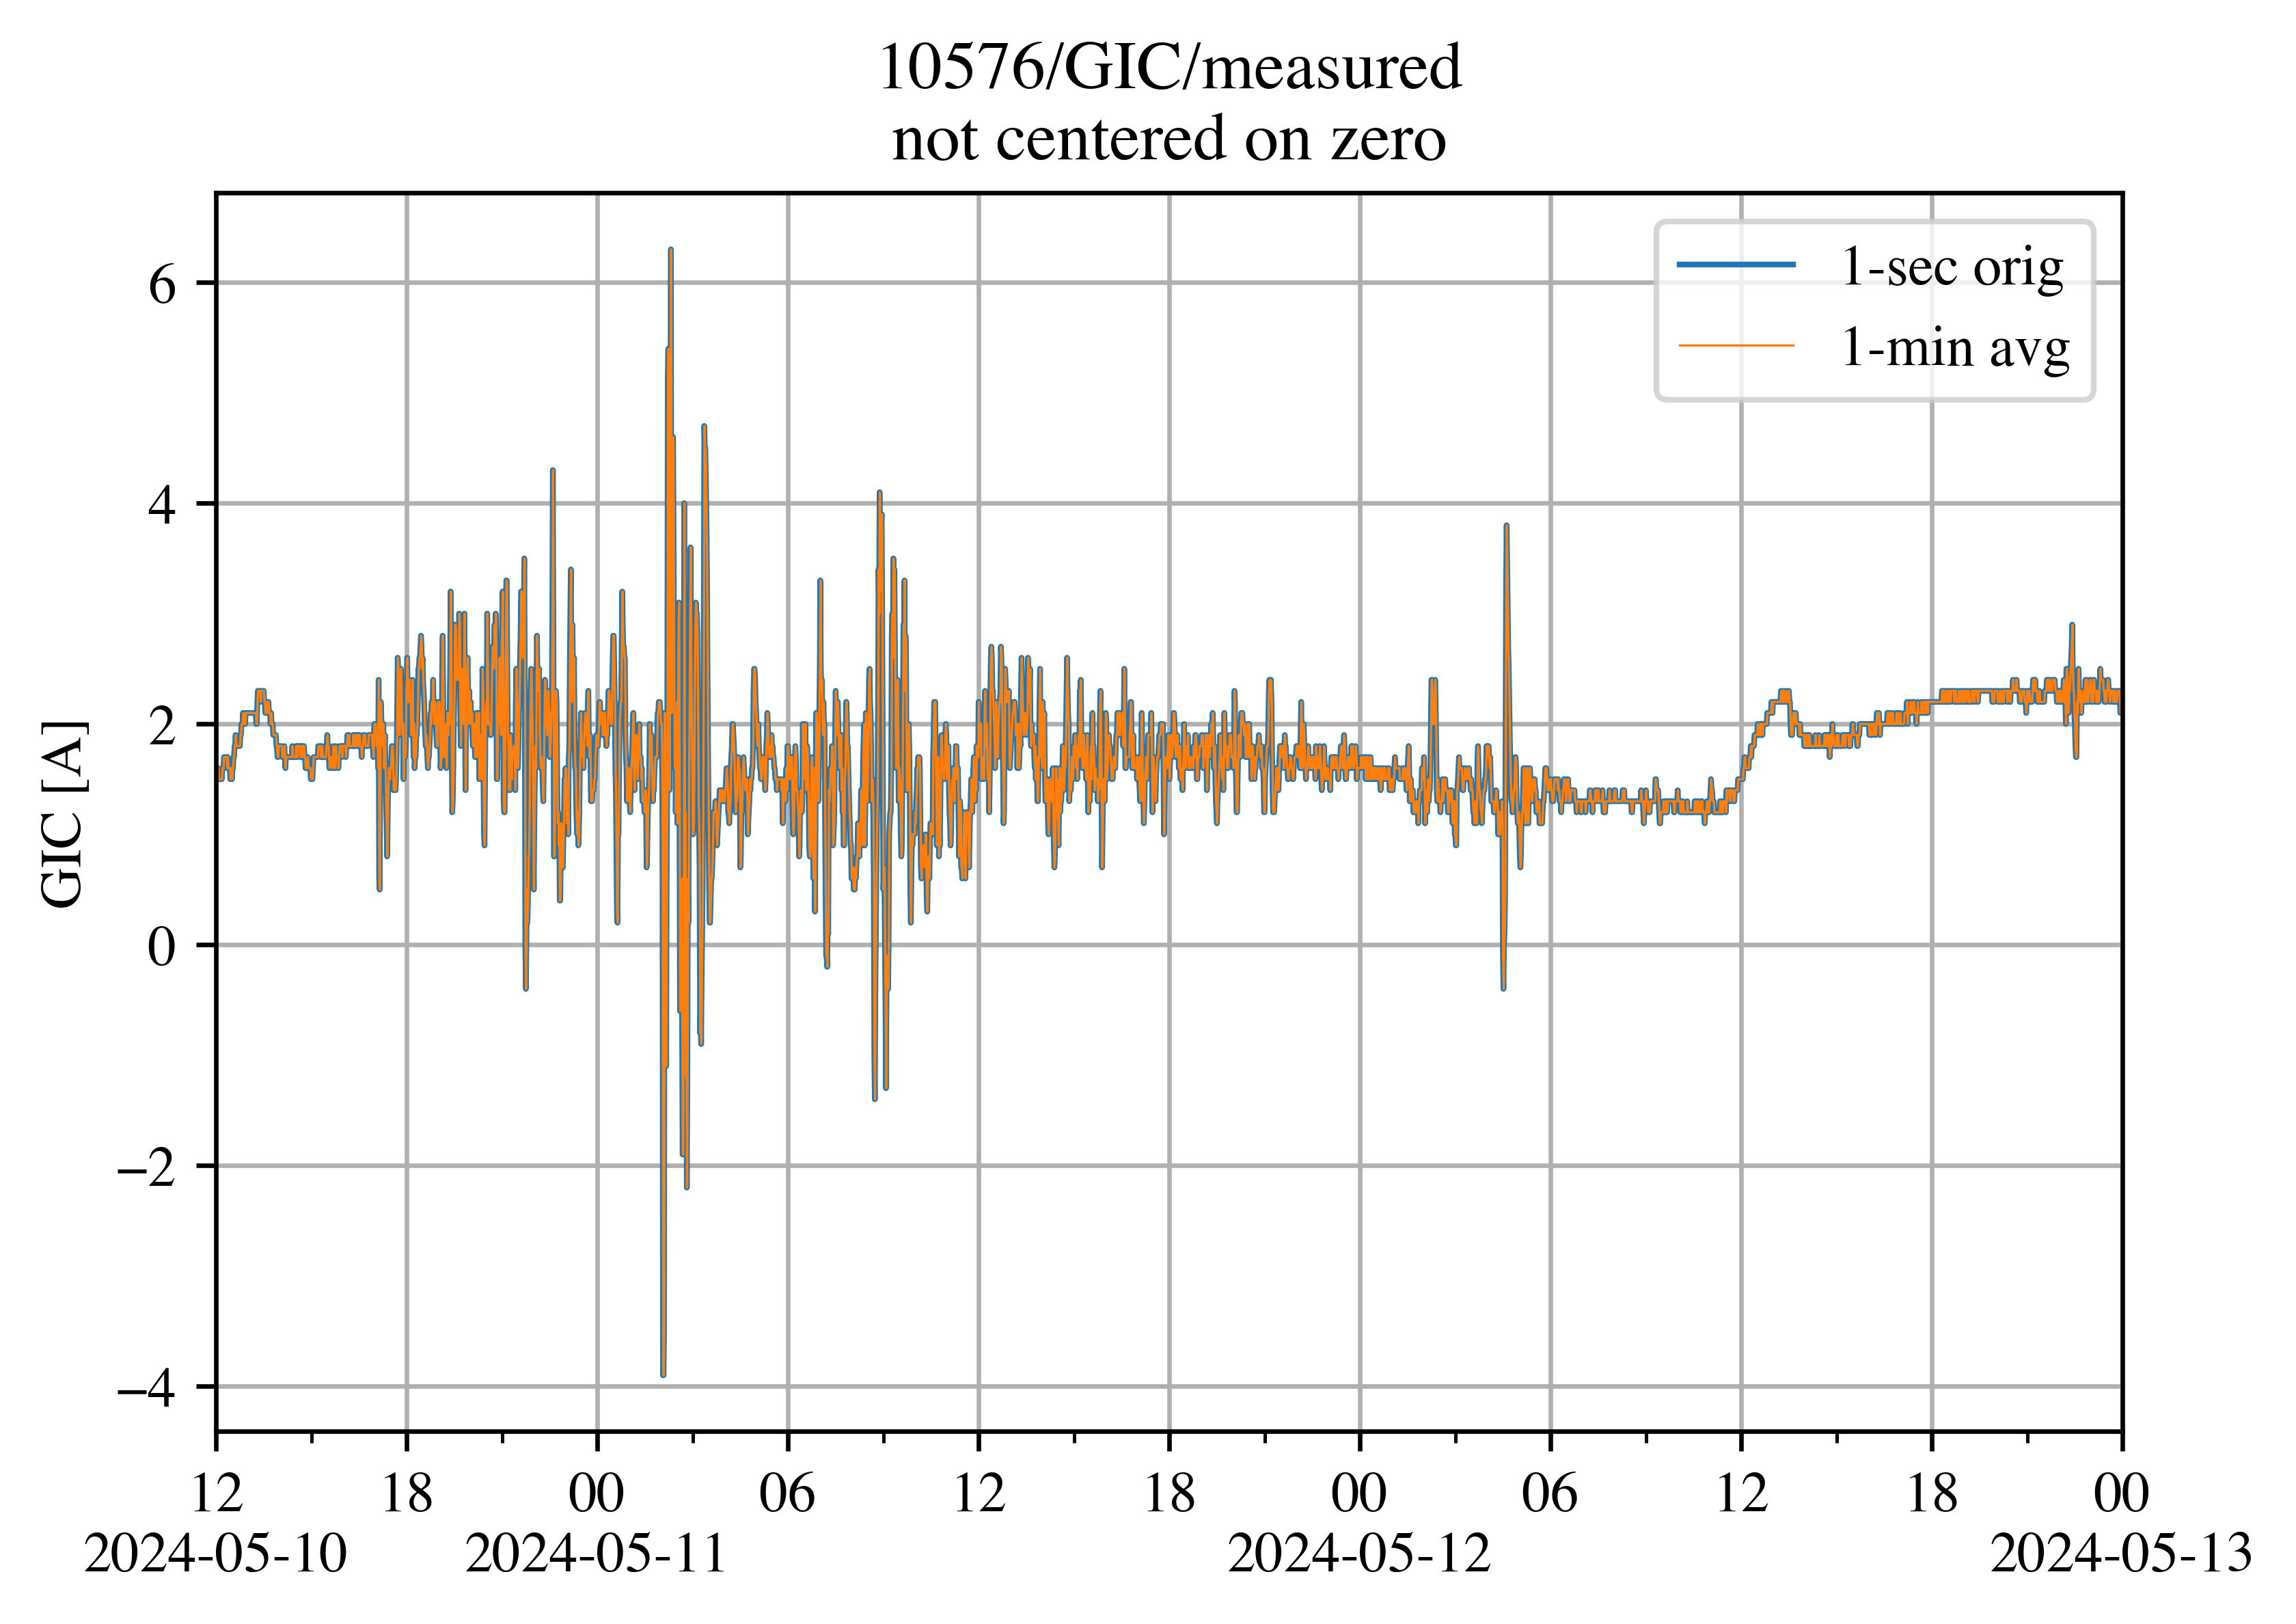 10576/GIC/measured
not centered on zero
1-sec orig
1-min avg
GIC [A]
6
4
2
0
−2
−4
12 18 00 06 12 18 00 06 12 18 00
2024-05-10 2024-05-11 2024-05-12 2024-05-13